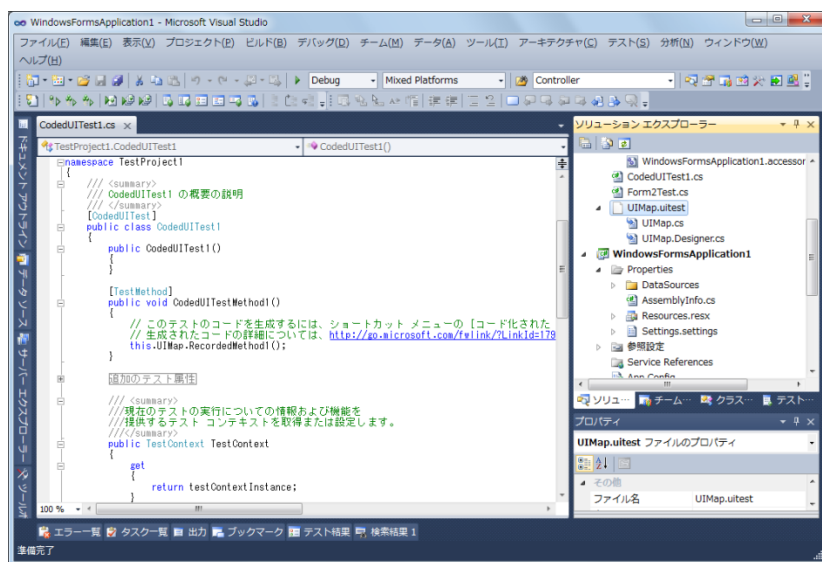 WindowsFormsApplication1 - Microsoft Visual Studio
ファイル(F) 編集(E) 表示(V) プロジェクト(P) ビルド(B) デバッグ(D) チーム(M) データ(A) ツール(T) アーキテクチャ(C) テスト(S) 分析(N) ウィンドウ(W)
ヘルプ(H)
Debug Mixed Platforms Controller
CodedUITest1.cs
TestProject1.CodedUITest1 CodedUITest1()
namespace TestProject1
{
/// <summary>
/// CodedUITest1 の概要の説明
/// </summary>
[CodedUITest]
public class CodedUITest1
{
public CodedUITest1()
{
}
[TestMethod]
public void CodedUITestMethod1()
{
// このテストのコードを生成するには、ショートカット メニューの [コード化された
// 生成されたコードの詳細については、http://go.microsoft.com/fwlink/?LinkId=179
this.UIMap.RecordedMethod1();
}
追加のテスト属性
/// <summary>
///現在のテストの実行についての情報および機能を
///提供するテスト コンテキストを取得または設定します。
///</summary>
public TestContext TestContext
{
get
{
return testContextInstance;
}
100 %
ドキュメント アウトライン
データ ソース
サーバー エクスプローラー
ソリューション エクスプローラー
WindowsFormsApplication1.accessor
CodedUITest1.cs
Form2Test.cs
UIMap.uitest
UIMap.cs
UIMap.Designer.cs
WindowsFormsApplication1
Properties
DataSources
AssemblyInfo.cs
Resources.resx
Settings.settings
参照設定
Service References
App.Config
ソリュ… チーム… クラス… テスト…
プロパティ
UIMap.uitest ファイルのプロパティ
その他
ファイル名 UIMap.uitest
エラー一覧 タスク一覧 出力 ブックマーク テスト結果 検索結果 1
準備完了